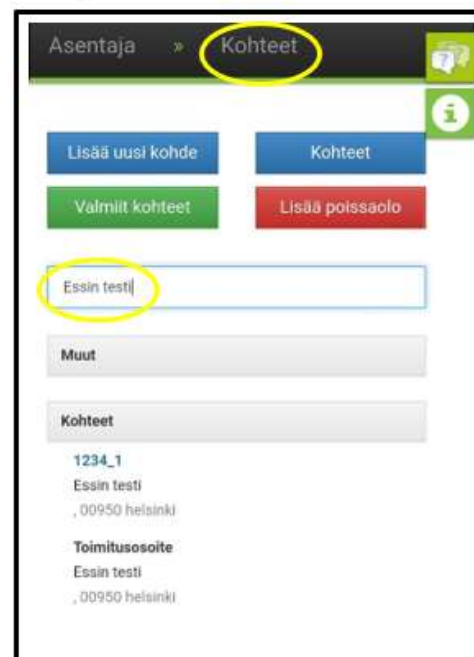 Asentaja » Kohteet
?
i
Lisää uusi kohde
Kohteet
Valmiit kohteet
Lisää poissaolo
Essin testi
Muut
Kohteet
1234_1
Essin testi
, 00950 helsinki
Toimitusosoite
Essin testi
, 00950 helsinki